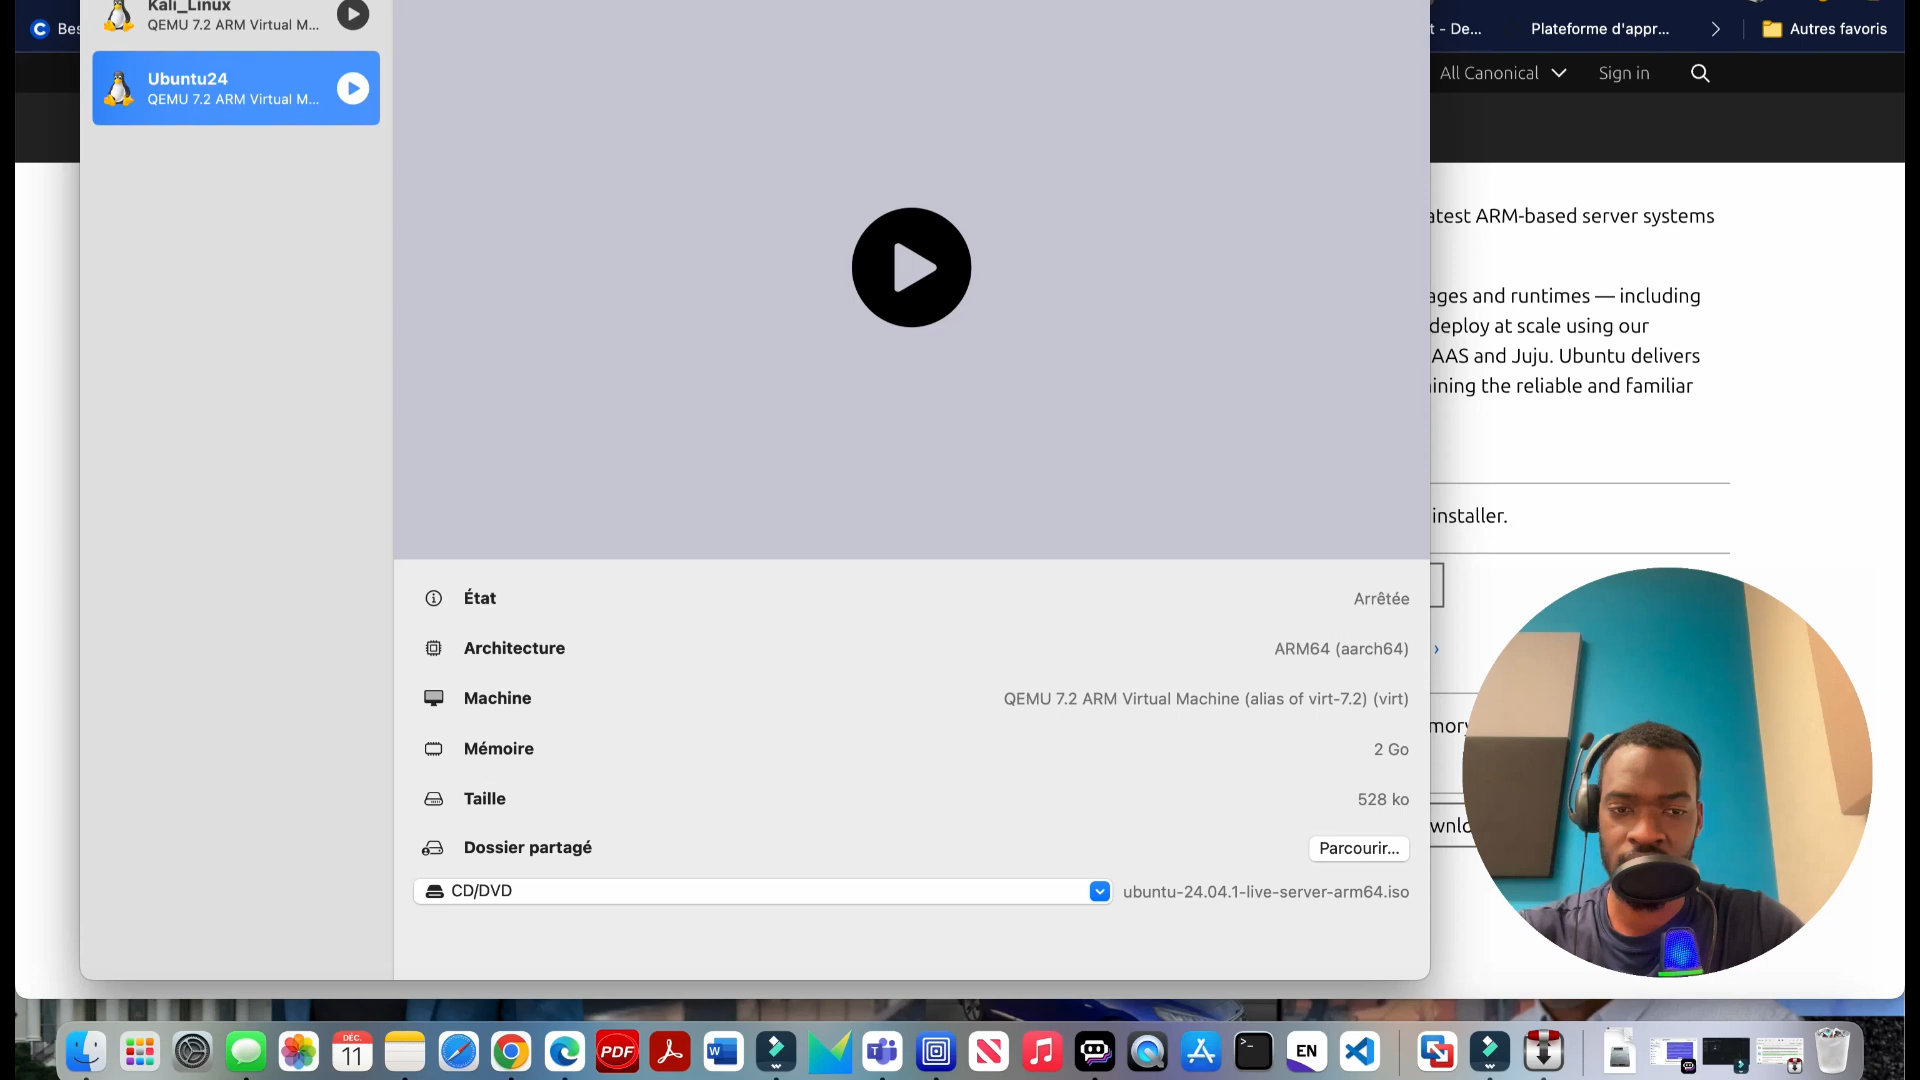 Kali_Linux
QEMU 7.2 ARM Virtual M...
Ubuntu24
QEMU 7.2 ARM Virtual M...
Bes
t - De...
Plateforme d'appr...
Autres favoris
All Canonical
Sign in
atest ARM-based server systems
ages and runtimes — including
deploy at scale using our
AAS and Juju. Ubuntu delivers
ining the reliable and familiar
installer.
État
Arrêtée
Architecture
ARM64 (aarch64)
Machine
QEMU 7.2 ARM Virtual Machine (alias of virt-7.2) (virt)
Mémoire
2 Go
mory
Taille
528 ko
wnlo
Dossier partagé
Parcourir...
CD/DVD
ubuntu-24.04.1-live-server-arm64.iso
DÉC.
11
PDF
EN